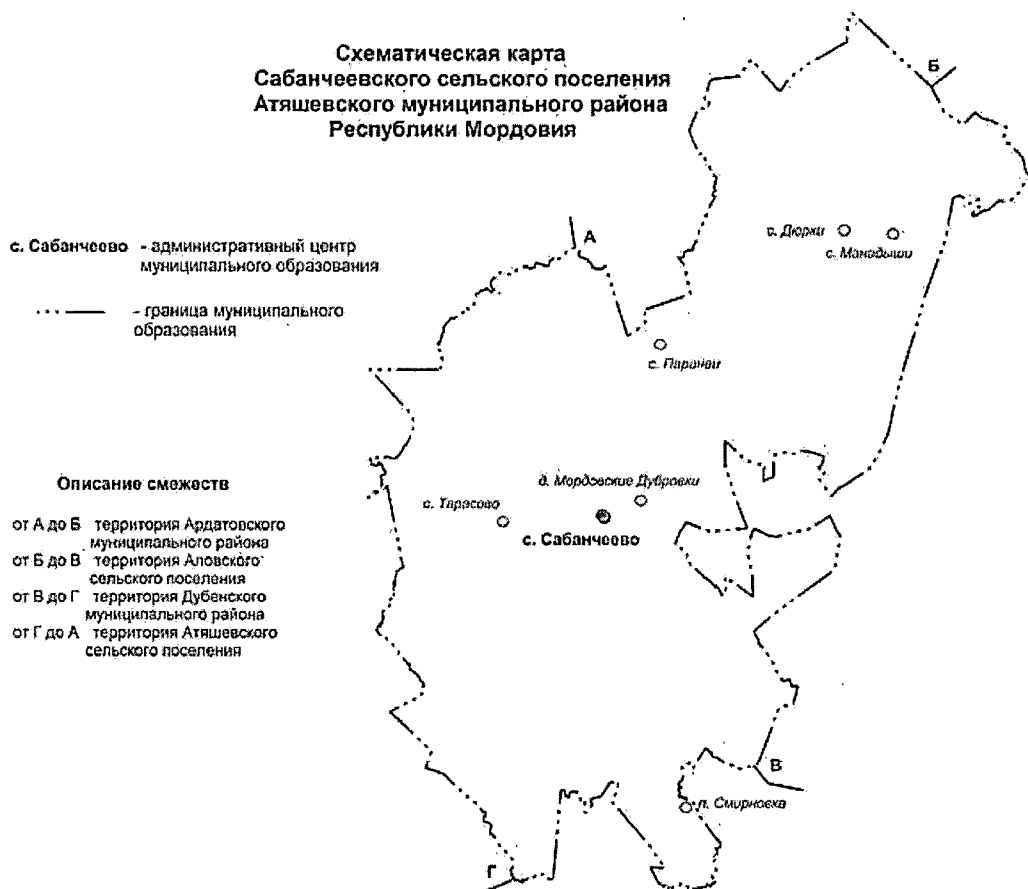 Схематическая карта
Сабанчеевского сельского поселения
Атяшевского муниципального района
Республики Мордовия
Б
А
с. Сабанчеево - административный центр
муниципального образования
с. Дюрки
с. Манадыши
- граница муниципального
образования
с. Паранеи
Описание смежеств
д. Мордовские Дубровки
с. Тарасово
с. Сабанчеево
от А до Б территория Ардатовского
муниципального района
от Б до В территория Аловского
сельского поселения
от В до Г территория Дубенского
муниципального района
от Г до А территория Атяшевского
сельского поселения
В
п. Смирновка
Г